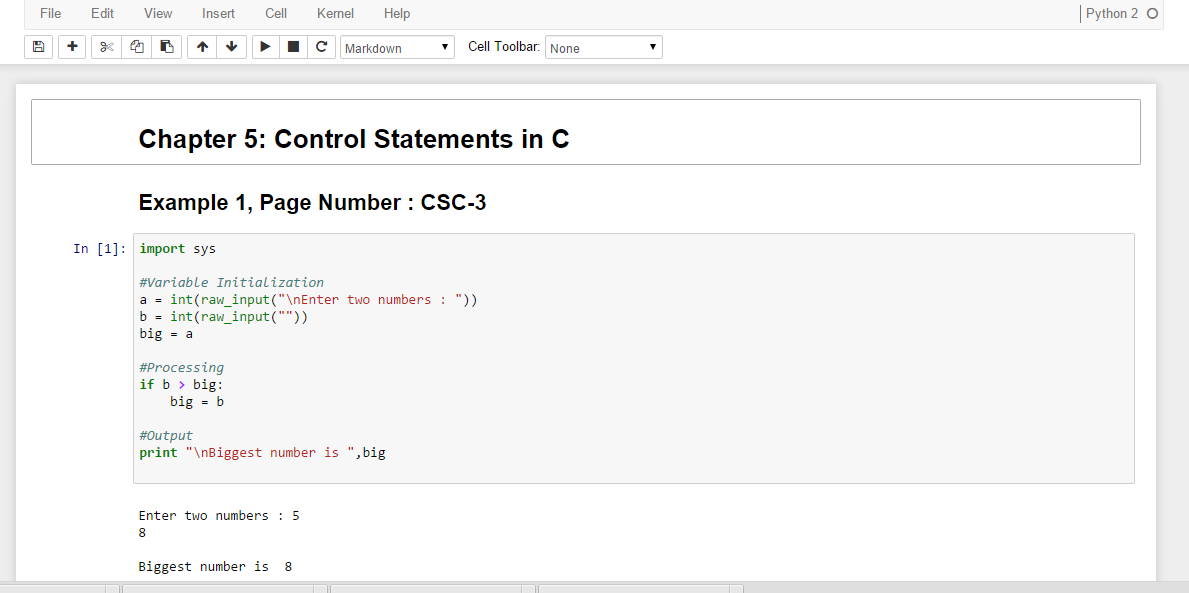 File Edit View Insert Cell Kernel Help Python 2
Markdown Cell Toolbar: None
Chapter 5: Control Statements in C
Example 1, Page Number : CSC-3
In [1]: import sys
#Variable Initialization
a = int(raw_input("\nEnter two numbers : "))
b = int(raw_input(""))
big = a
#Processing
if b > big:
    big = b
#Output
print "\nBiggest number is ",big
Enter two numbers : 5
8
Biggest number is  8